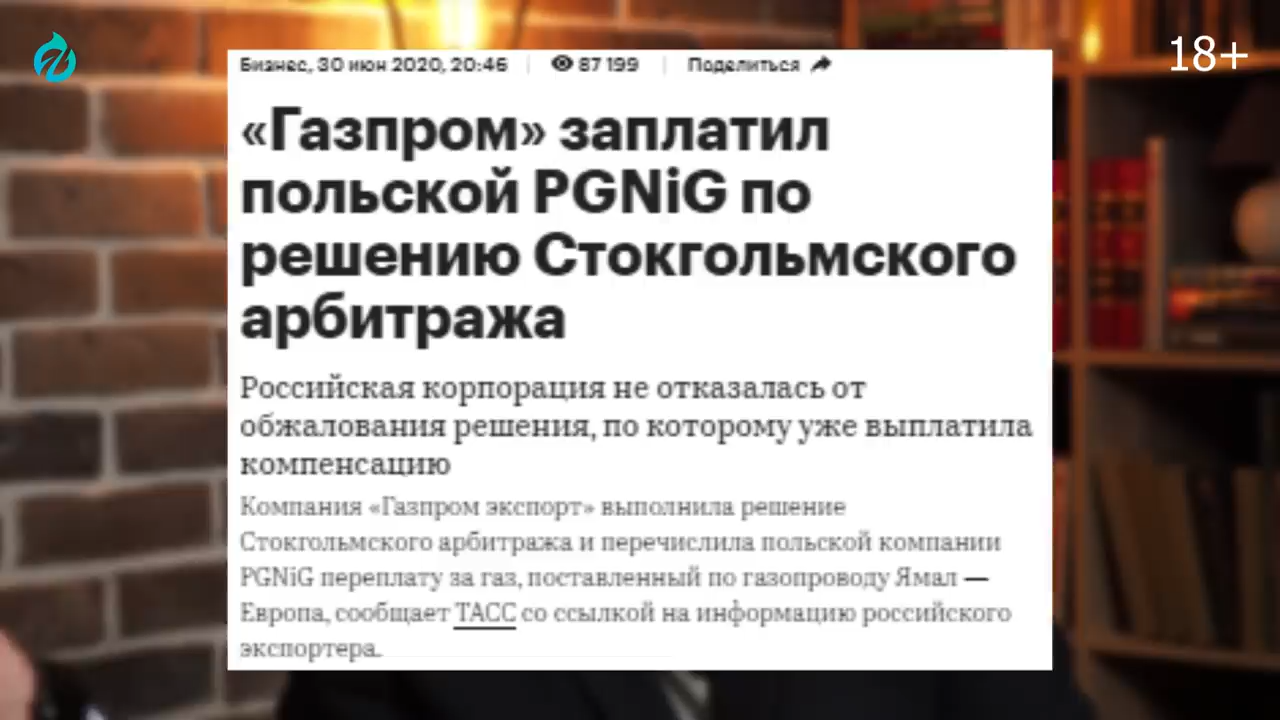 18+
Бизнес, 30 июн 2020, 20:46 87 199 Поделиться
«Газпром» заплатил
польской PGNiG по
решению Стокгольмского
арбитража
Российская корпорация не отказалась от
обжалования решения, по которому уже выплатила
компенсацию
Компания «Газпром экспорт» выполнила решение
Стокгольмского арбитража и перечислила польской компании
PGNiG переплату за газ, поставленный по газопроводу Ямал —
Европа, сообщает ТАСС со ссылкой на информацию российского
экспортера.